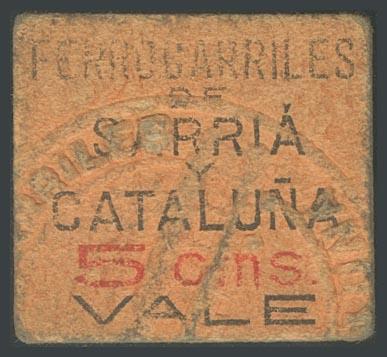 FERROCARRILES
DE
SARRIÁ
Y
CATALUÑA
5 cms.
VALE